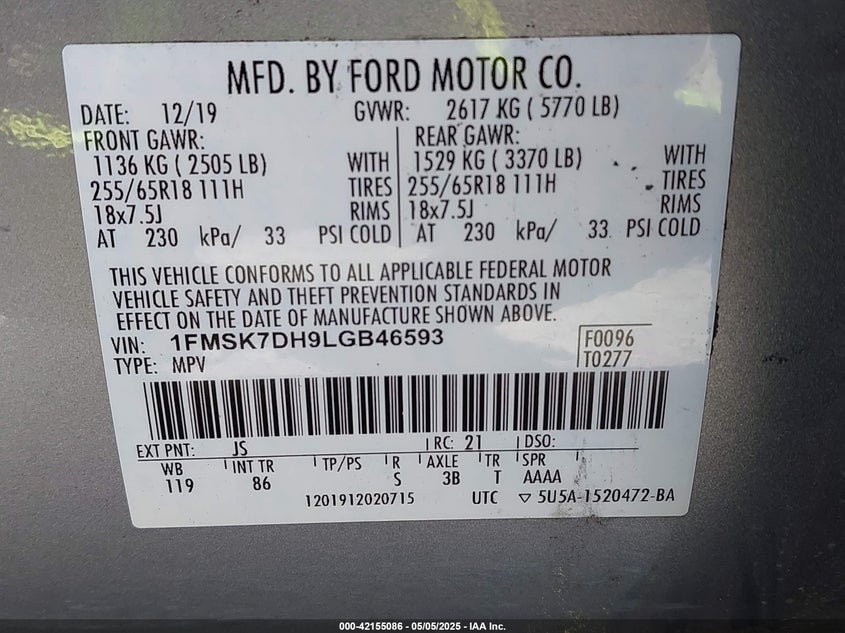 MFD. BY FORD MOTOR CO.
DATE: 12/19 GVWR: 2617 KG ( 5770 LB)
FRONT GAWR: REAR GAWR:
1136 KG ( 2505 LB) WITH 1529 KG ( 3370 LB) WITH
255/65R18 111H TIRES 255/65R18 111H TIRES
18x7.5J RIMS 18x7.5J RIMS
AT 230 kPa/ 33 PSI COLD AT 230 kPa/ 33 PSI COLD
THIS VEHICLE CONFORMS TO ALL APPLICABLE FEDERAL MOTOR
VEHICLE SAFETY AND THEFT PREVENTION STANDARDS IN
EFFECT ON THE DATE OF MANUFACTURE SHOWN ABOVE.
VIN: 1FMSK7DH9LGB46593 F0096
TYPE: MPV T0277
EXT PNT: JS RC: 21 DSO:
WB INT TR TP/PS R AXLE TR SPR
119 86 S 3B T AAAA
1201912020715 UTC ▽ 5U5A-1520472-BA
000-42155086 - 05/05/2025 - IAA Inc.